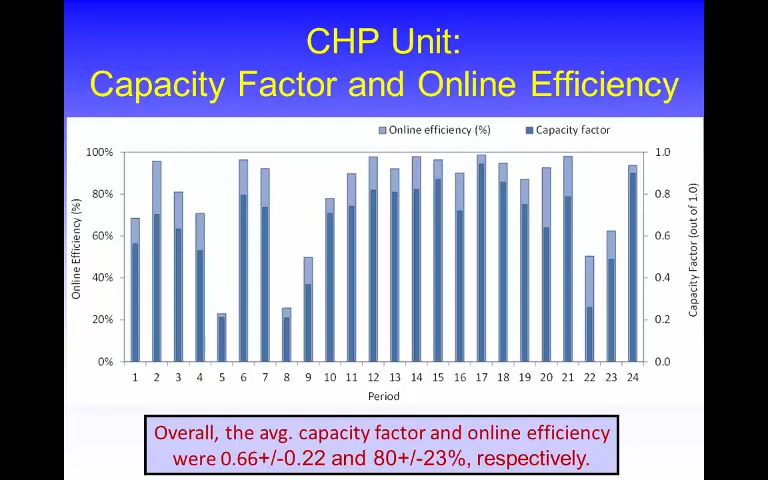 CHP Unit:
Capacity Factor and Online Efficiency
Online efficiency (%) Capacity factor
100% 1.0
80% 0.8
60% 0.6
40% 0.4
20% 0.2
0% 0.0
Online Efficiency (%)
Capacity Factor (out of 1.0)
1 2 3 4 5 6 7 8 9 10 11 12 13 14 15 16 17 18 19 20 21 22 23 24
Period
Overall, the avg. capacity factor and online efficiency
were 0.66+/-0.22 and 80+/-23%, respectively.